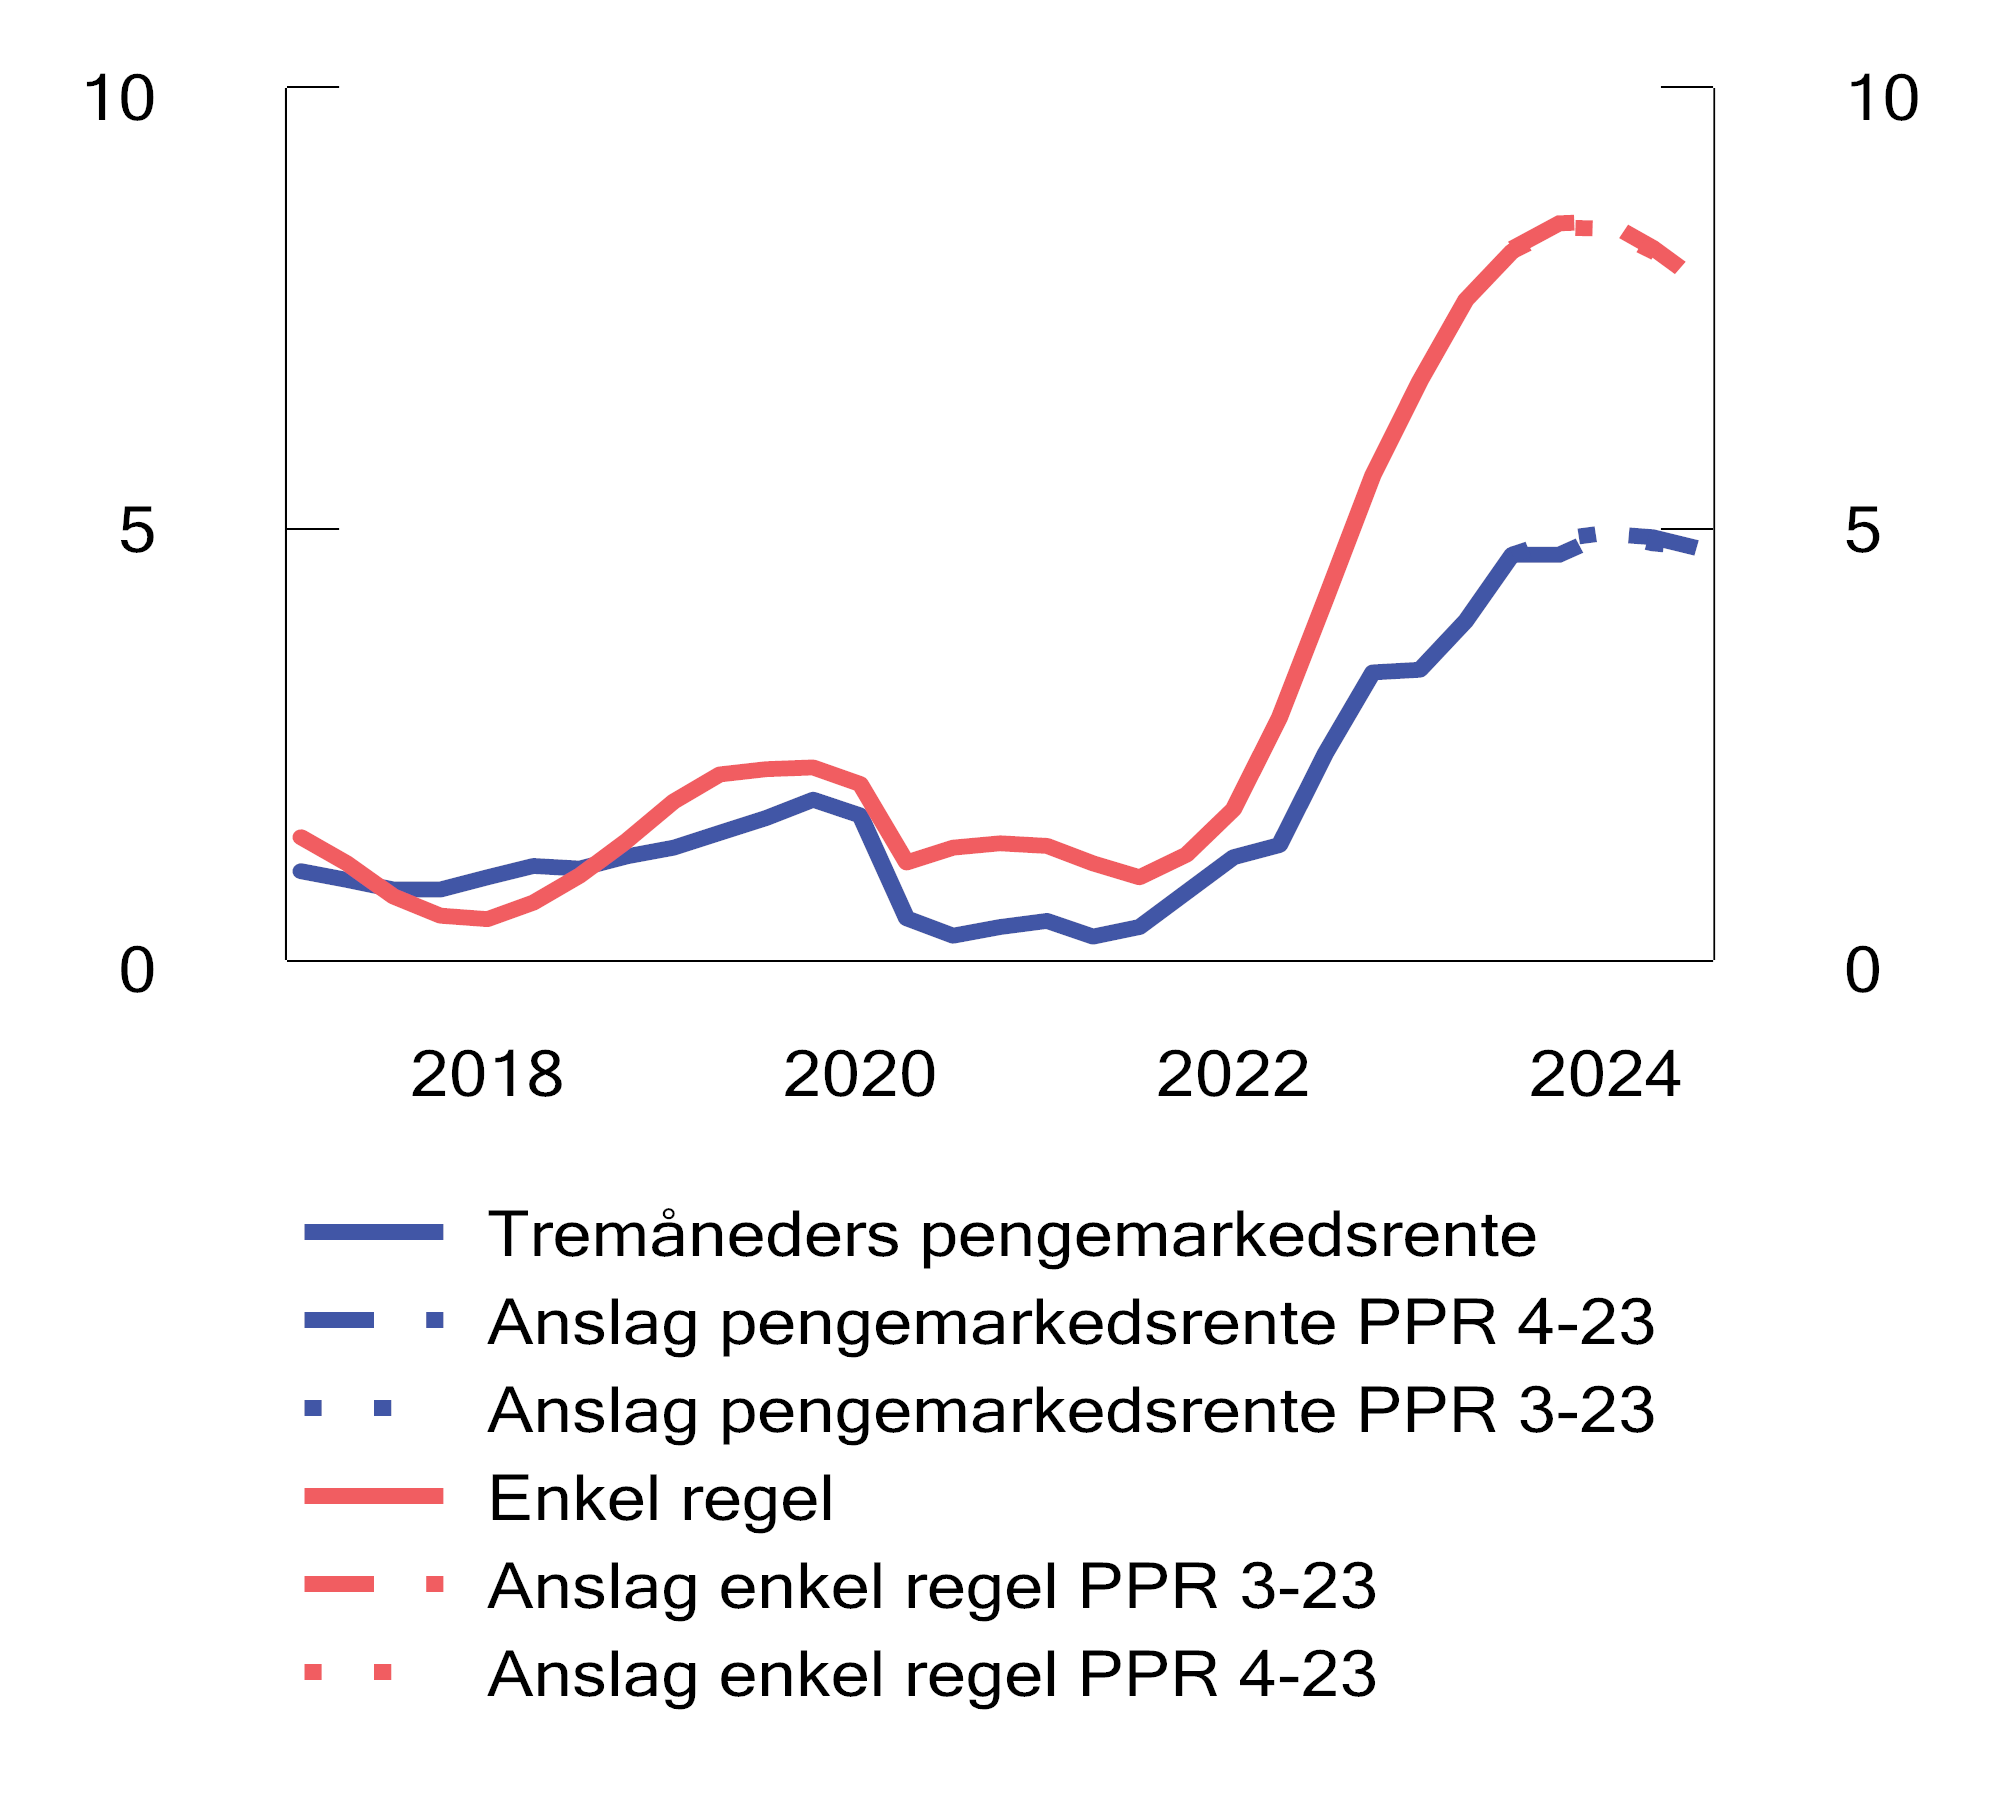 10 10
5 5
0 0
2018 2020 2022 2024
Tremåneders pengemarkedsrente
Anslag pengemarkedsrente PPR 4-23
Anslag pengemarkedsrente PPR 3-23
Enkel regel
Anslag enkel regel PPR 3-23
Anslag enkel regel PPR 4-23